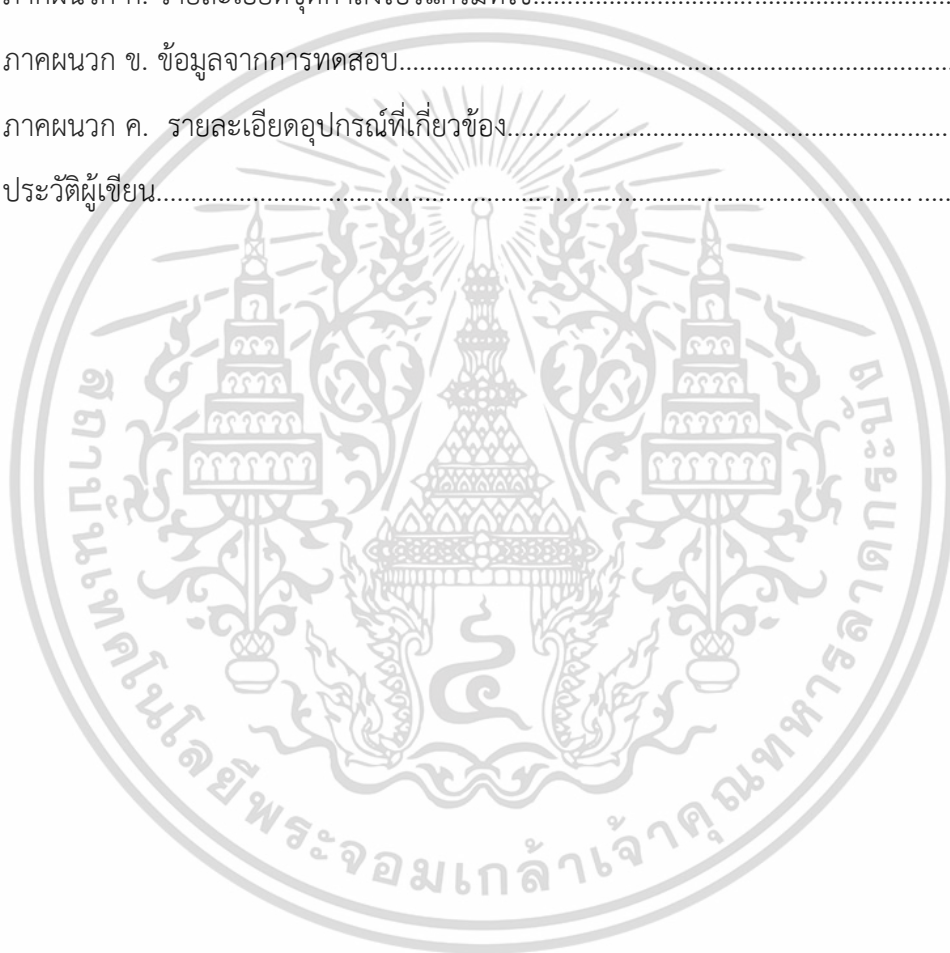 ภาคผนวก ข. ข้อมูลจากการทดสอบ................................................................
ภาคผนวก ค. รายละเอียดอุปกรณ์ที่เกี่ยวข้อง................................................................
ประวัติผู้เขียน................................................................ .....
สถาบันเทคโนโลยีพระจอมเกล้าเจ้าคุณทหารลาดกระบัง
๔